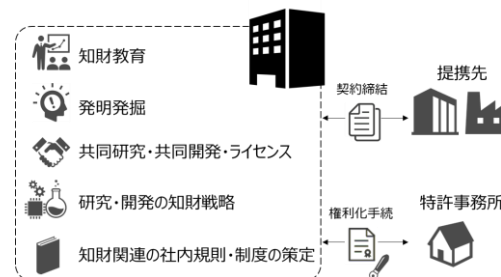 知財教育
発明発掘
共同研究・共同開発・ライセンス
研究・開発の知財戦略
知財関連の社内規則・制度の策定
契約締結
提携先
権利化手続
特許事務所